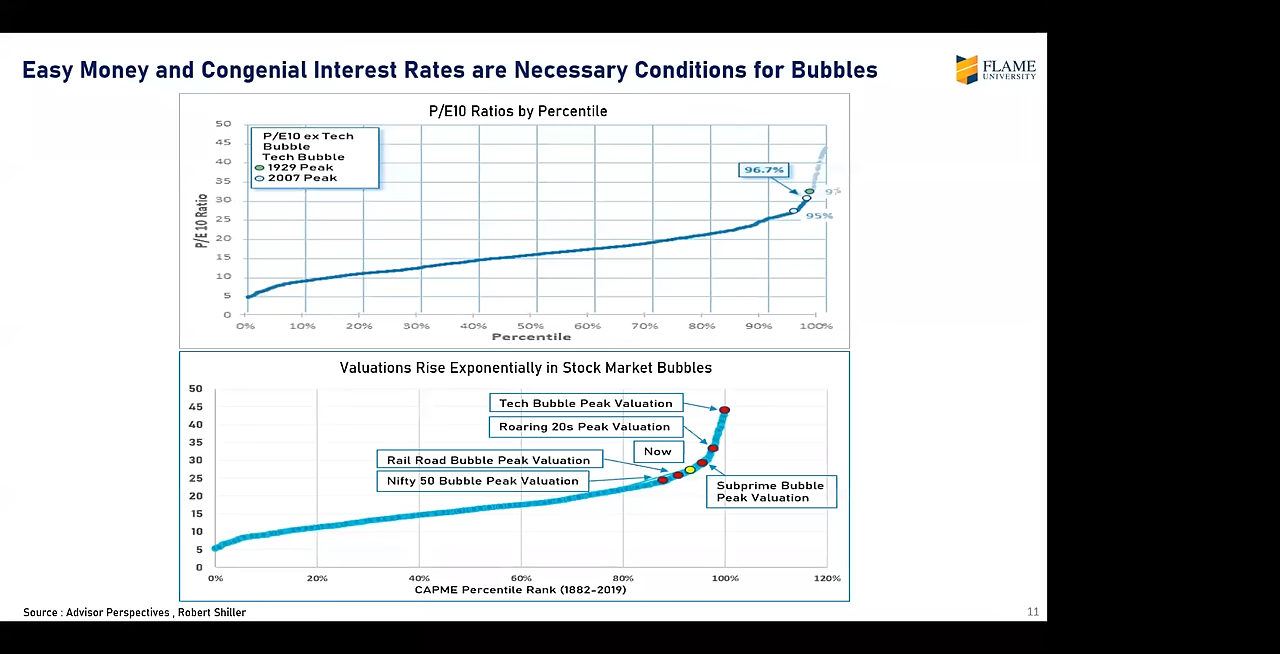 Easy Money and Congenial Interest Rates are Necessary Conditions for Bubbles
FLAME
UNIVERSITY
P/E10 Ratios by Percentile
50
45
40
35
30
25
20
15
10
5
0
P/E 10 Ratio
P/E10 ex Tech
Bubble
Tech Bubble
1929 Peak
2007 Peak
96.7%
95%
0%
10%
20%
30%
40%
50%
60%
70%
80%
90%
100%
Percentile
Valuations Rise Exponentially in Stock Market Bubbles
50
45
40
35
30
25
20
15
10
5
0
Tech Bubble Peak Valuation
Roaring 20s Peak Valuation
Now
Rail Road Bubble Peak Valuation
Nifty 50 Bubble Peak Valuation
Subprime Bubble
Peak Valuation
0%
20%
40%
60%
80%
100%
120%
CAPME Percentile Rank (1882-2019)
Source : Advisor Perspectives , Robert Shiller
11